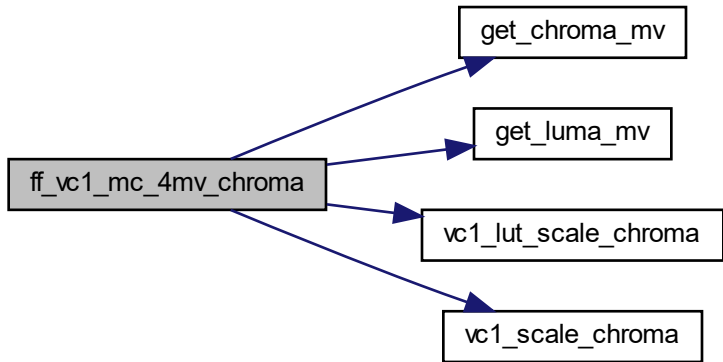 get_chroma_mv
get_luma_mv
ff_vc1_mc_4mv_chroma
vc1_lut_scale_chroma
vc1_scale_chroma